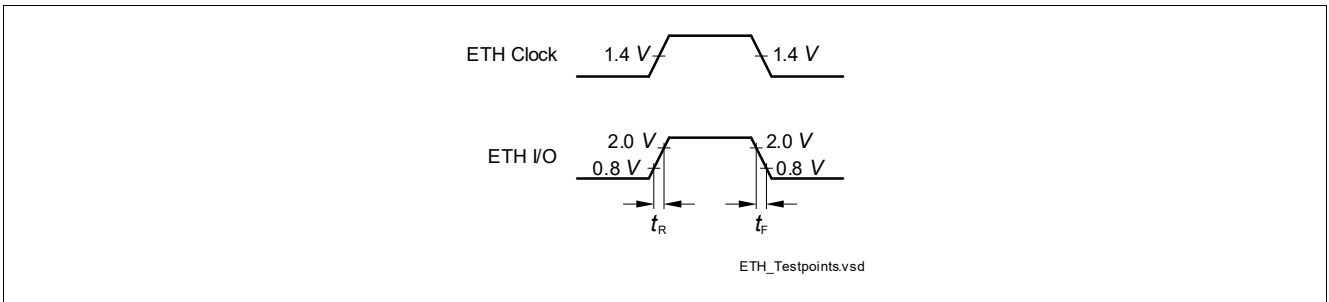 ETH Clock 1.4 V 1.4 V
2.0 V 2.0 V
ETH I/O
0.8 V 0.8 V
tR tF
ETH_Testpoints.vsd